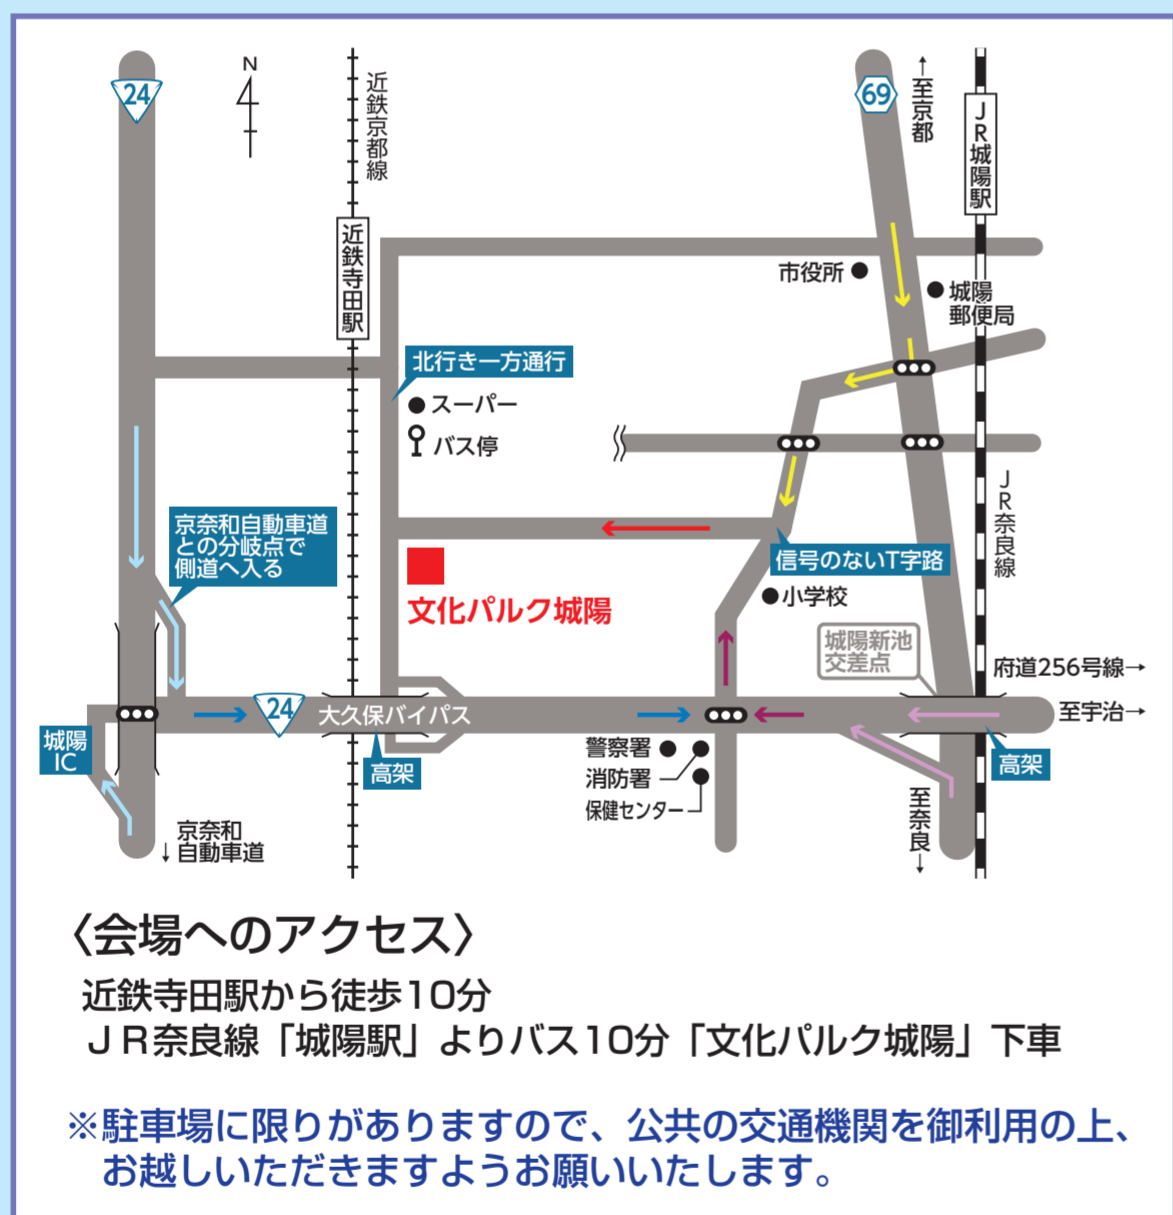 24
N
近鉄京都線
69
↑至京都
JR城陽駅
近鉄寺田駅
市役所
城陽
郵便局
北行き一方通行
スーパー
バス停
JR奈良線
京奈和自動車道
との分岐点で
側道へ入る
信号のないT字路
文化パルク城陽
小学校
城陽新池
交差点
府道256号線→
24
大久保バイパス
至宇治→
城陽
IC
高架
警察署
消防署
保健センター
高架
至奈良↓
京奈和
↓自動車道
〈会場へのアクセス〉
近鉄寺田駅から徒歩10分
JR奈良線「城陽駅」よりバス10分「文化パルク城陽」下車
※駐車場に限りがありますので、公共の交通機関を御利用の上、
お越しいただきますようお願いいたします。